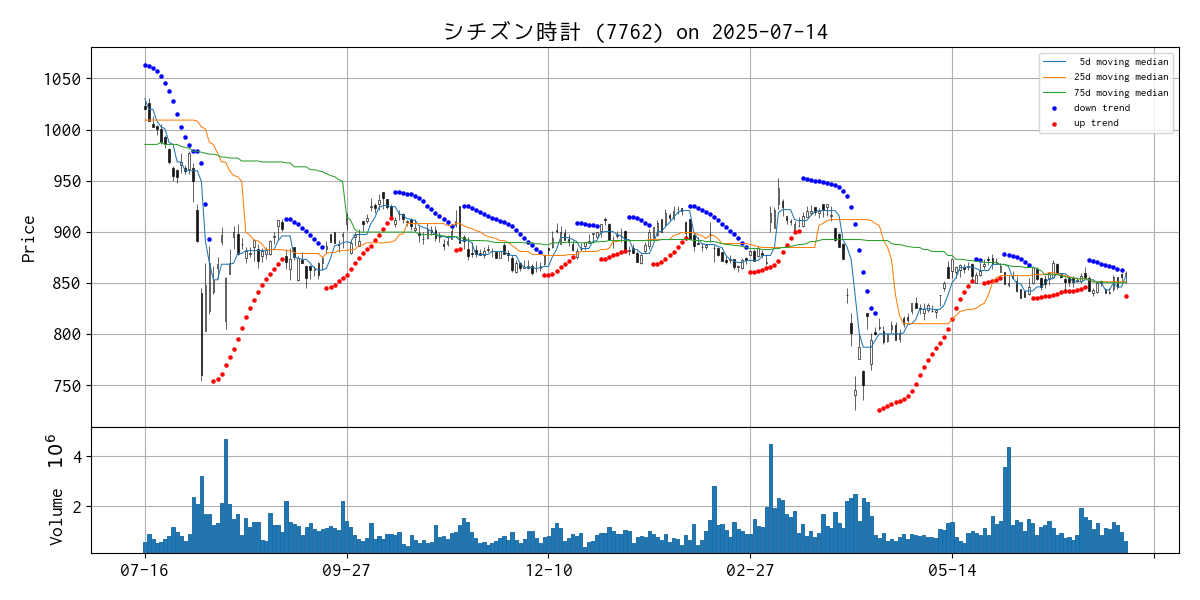 シチズン時計 (7762) on 2025-07-14
5d moving median
25d moving median
75d moving median
down trend
up trend
Price
1050
1000
950
900
850
800
750
Volume 10^6
4
2
07-16
09-27
12-10
02-27
05-14